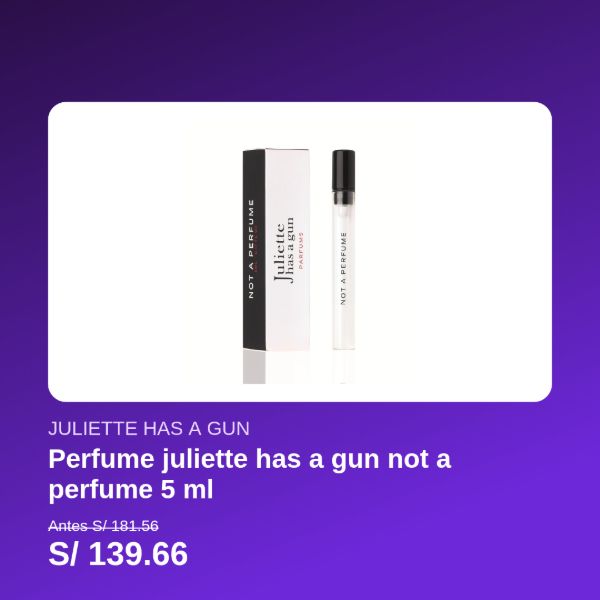 NOT A PERFUME
Juliette
has a gun
PARFUMS
NOT A PERFUME
JULIETTE HAS A GUN
Perfume juliette has a gun not a
perfume 5 ml
Antes S/ 181.56
S/ 139.66